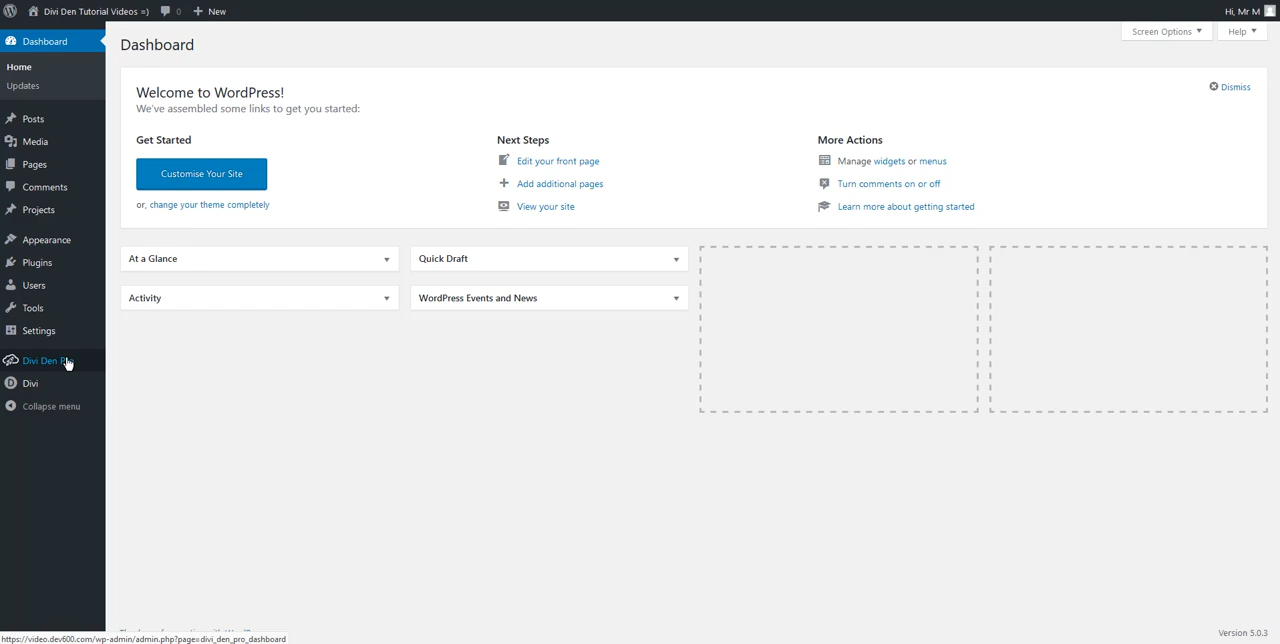 Divi Den Tutorial Videos =) 0 New Hi, Mr M
Dashboard
Home
Updates
Posts
Media
Pages
Comments
Projects
Appearance
Plugins
Users
Tools
Settings
Divi Den
Divi
Collapse menu
Screen Options ▼ Help ▼
Dashboard
Welcome to WordPress!
We've assembled some links to get you started:
Dismiss
Get Started
Customise Your Site
or, change your theme completely
Next Steps
Edit your front page
Add additional pages
View your site
More Actions
Manage widgets or menus
Turn comments on or off
Learn more about getting started
At a Glance
Quick Draft
Activity
WordPress Events and News
https://video.dev600.com/wp-admin/admin.php?page=divi_den_pro_dashboard
Version 5.0.3